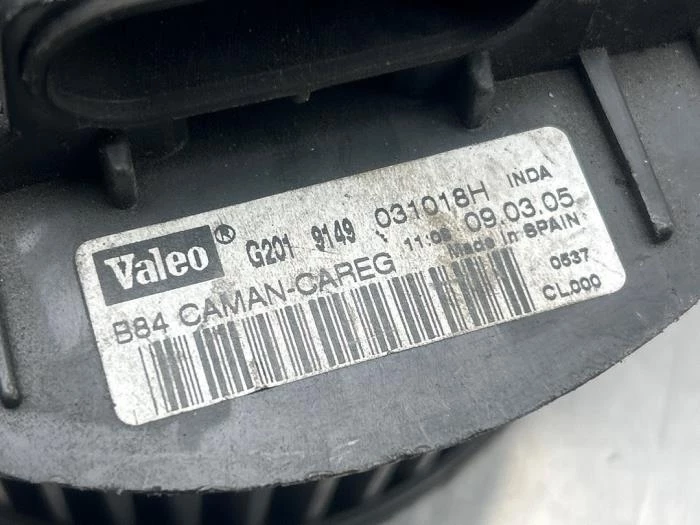 Valeo® G201 9149 031018H INDA
11:08 09.03.05
Made in SPAIN
B84 CAMAN-CAREG
0537
CL000